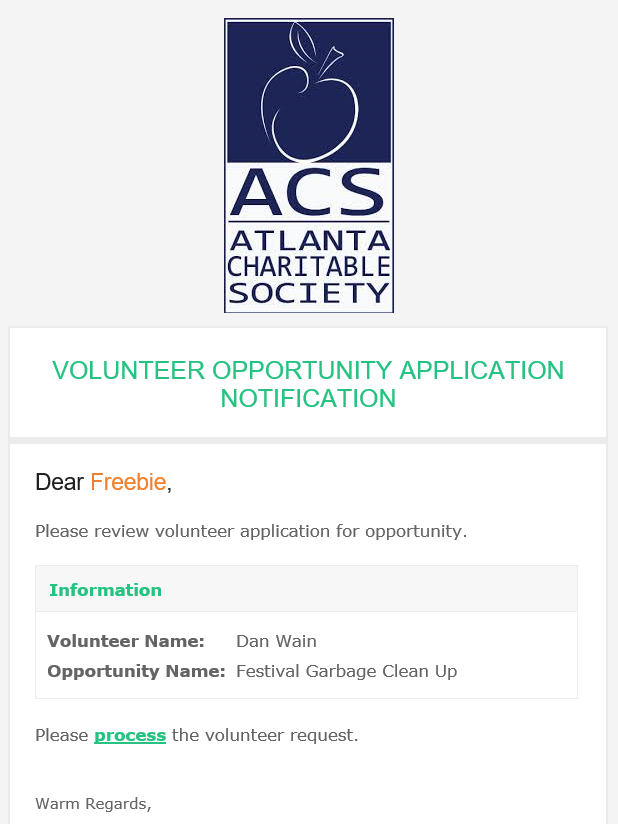 ACS
ATLANTA
CHARITABLE
SOCIETY
VOLUNTEER OPPORTUNITY APPLICATION
NOTIFICATION
Dear Freebie,
Please review volunteer application for opportunity.
Information
Volunteer Name: Dan Wain
Opportunity Name: Festival Garbage Clean Up
Please process the volunteer request.
Warm Regards,